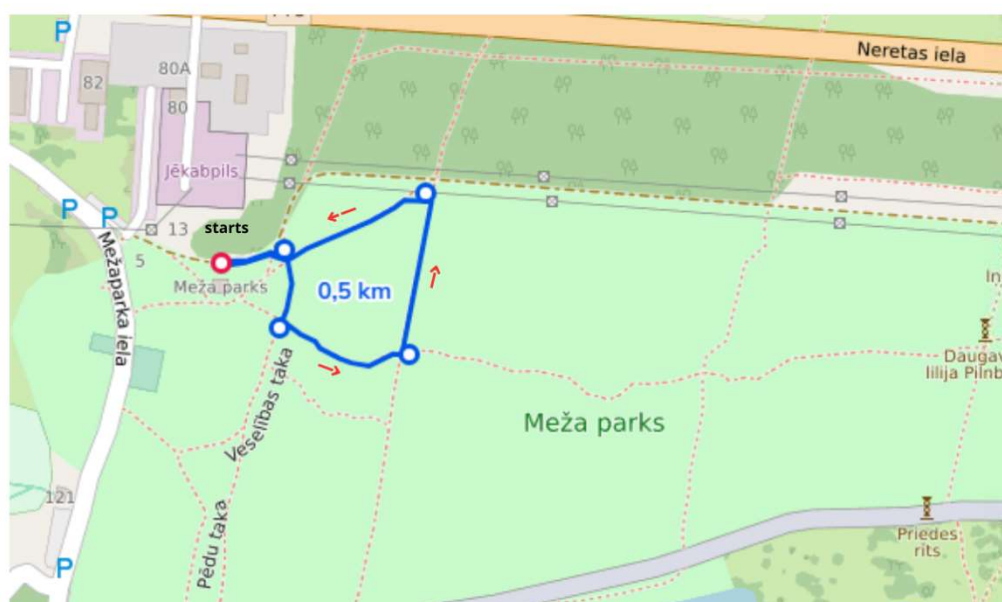 P
Neretas iela
80A
82
80
Jēkabpils
P
P
13
starts
5
Meža parks
0,5 km
Mežaparka iela
Veselības taka
Daugav
lilija Pilnb
Meža parks
121
Pēdu taka
Priedes
rīts
P